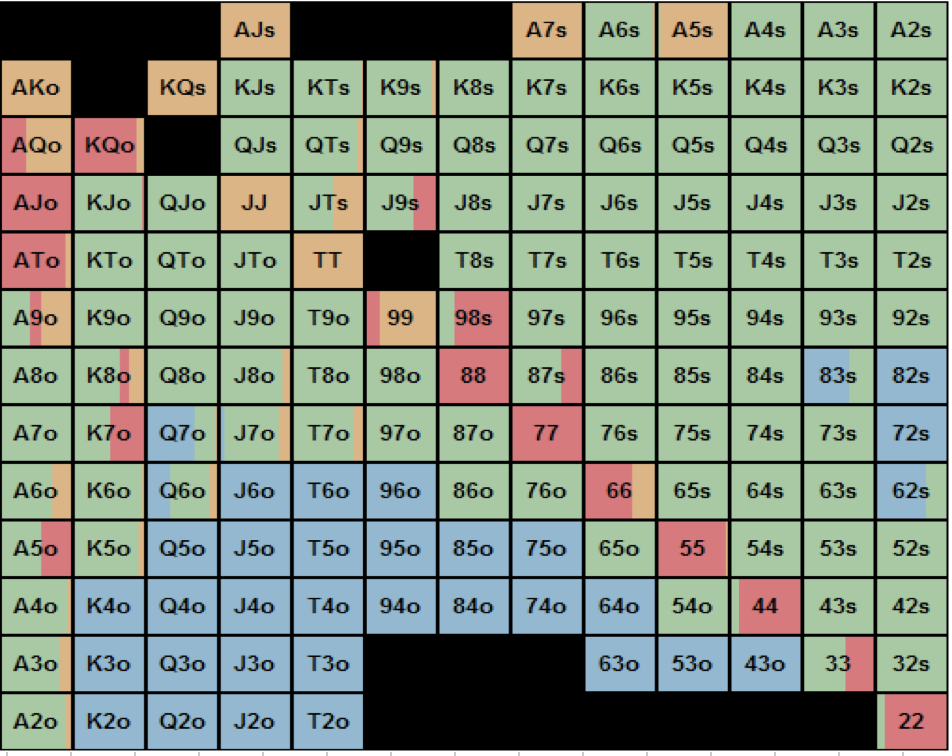 AJs A7s A6s A5s A4s A3s A2s
AKo KQs KJs KTs K9s K8s K7s K6s K5s K4s K3s K2s
AQo KQo QJs QTs Q9s Q8s Q7s Q6s Q5s Q4s Q3s Q2s
AJo KJo QJo JJ JTs J9s J8s J7s J6s J5s J4s J3s J2s
ATo KTo QTo JTo TT T8s T7s T6s T5s T4s T3s T2s
A9o K9o Q9o J9o T9o 99 98s 97s 96s 95s 94s 93s 92s
A8o K8o Q8o J8o T8o 98o 88 87s 86s 85s 84s 83s 82s
A7o K7o Q7o J7o T7o 97o 87o 77 76s 75s 74s 73s 72s
A6o K6o Q6o J6o T6o 96o 86o 76o 66 65s 64s 63s 62s
A5o K5o Q5o J5o T5o 95o 85o 75o 65o 55 54s 53s 52s
A4o K4o Q4o J4o T4o 94o 84o 74o 64o 54o 44 43s 42s
A3o K3o Q3o J3o T3o 63o 53o 43o 33 32s
A2o K2o Q2o J2o T2o 22